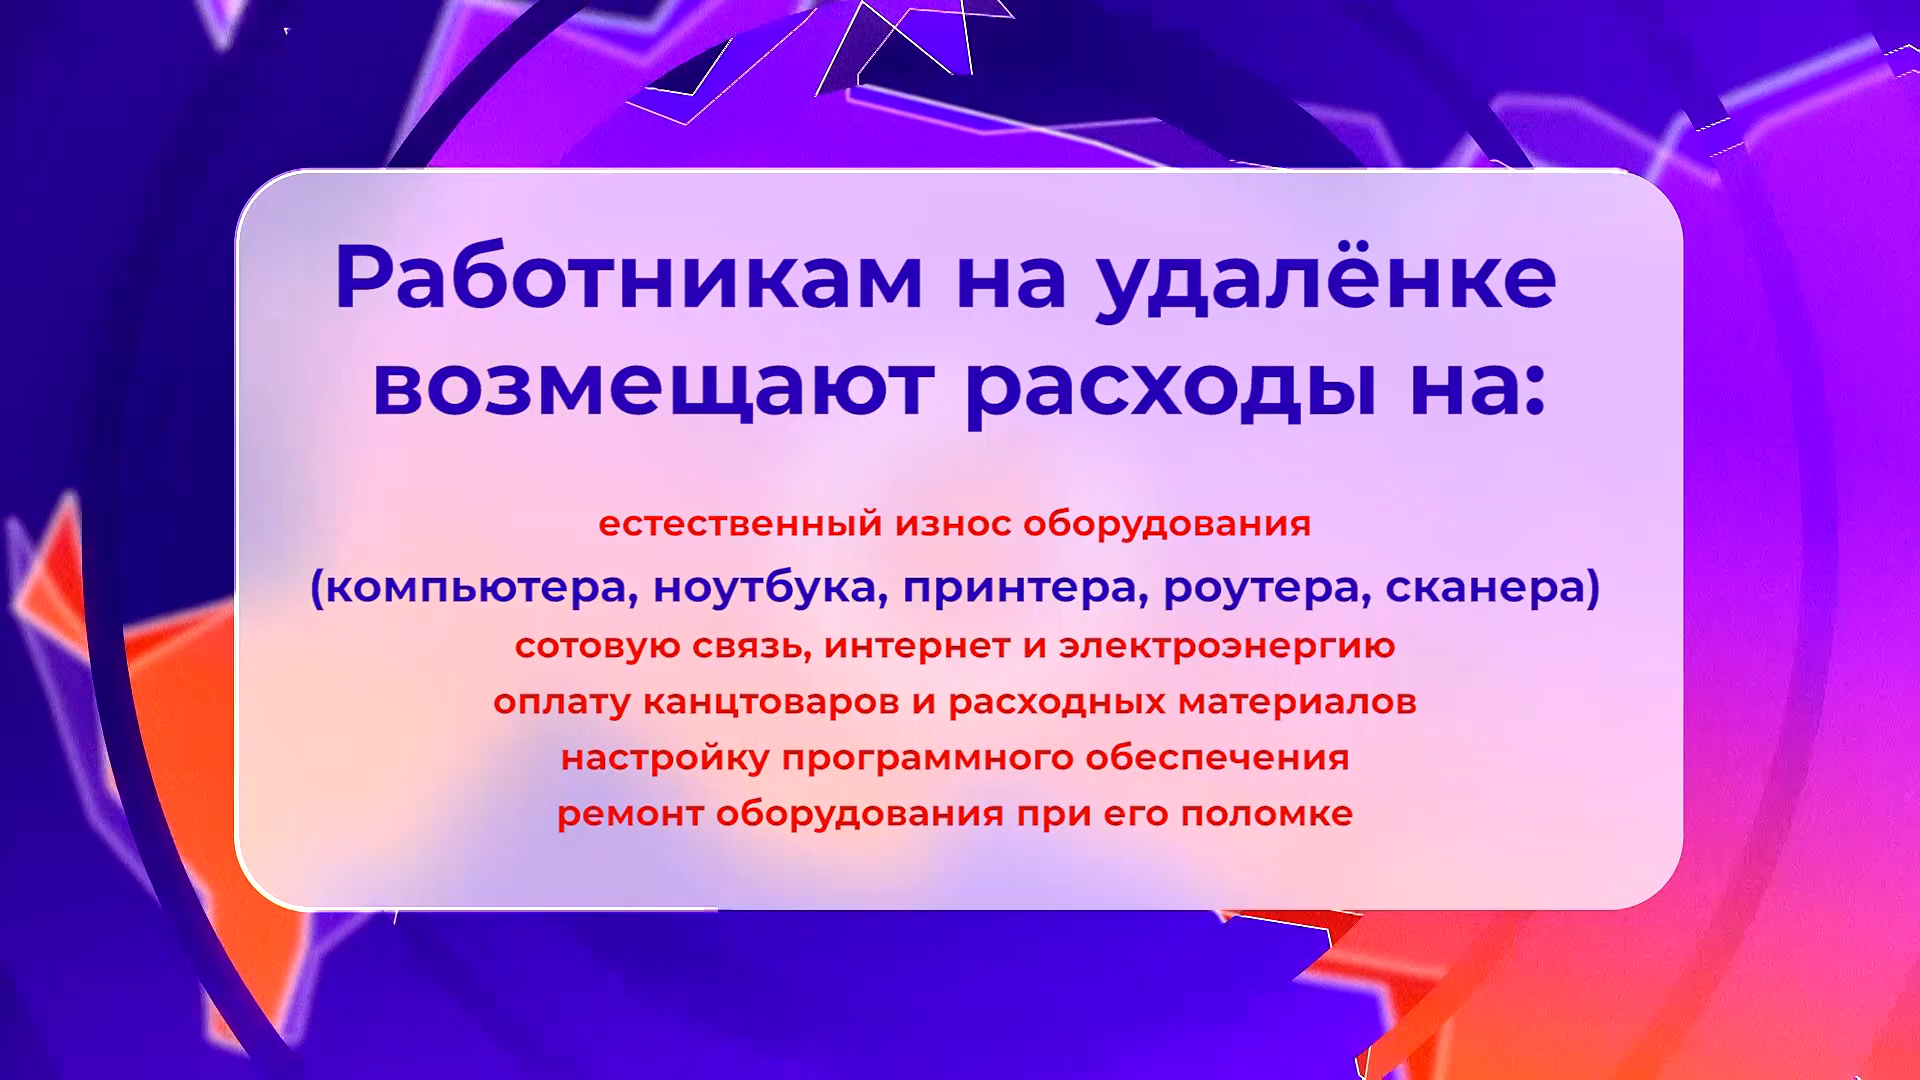 Работникам на удалёнке
возмещают расходы на:
естественный износ оборудования
(компьютера, ноутбука, принтера, роутера, сканера)
сотовую связь, интернет и электроэнергию
оплату канцтоваров и расходных материалов
настройку программного обеспечения
ремонт оборудования при его поломке